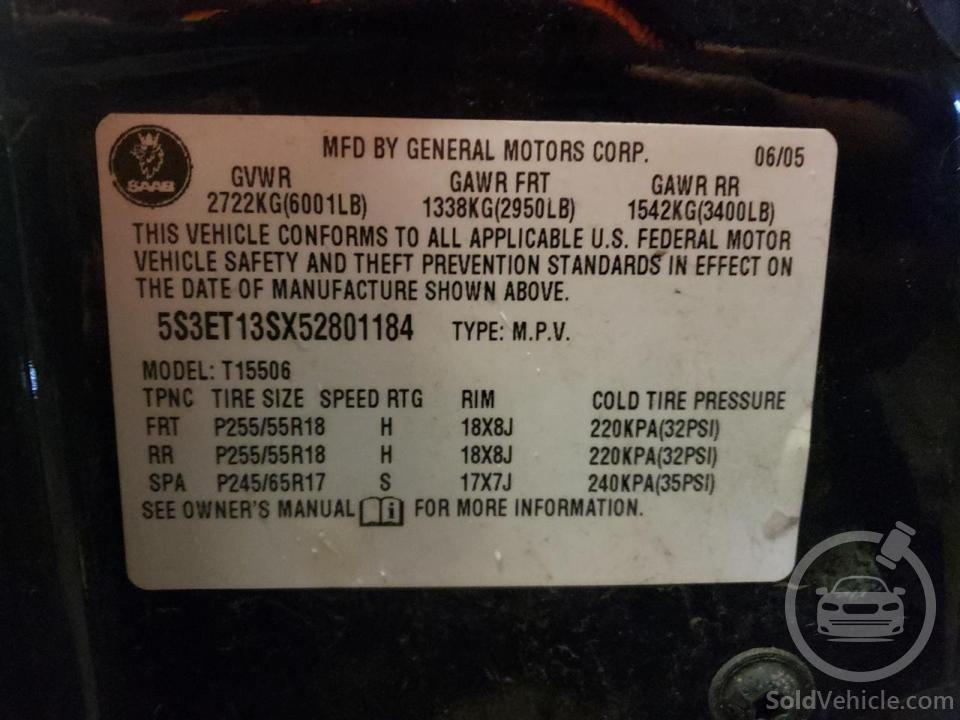 SAAB
MFD BY GENERAL MOTORS CORP. 06/05
GVWR GAWR FRT GAWR RR
2722KG(6001LB) 1338KG(2950LB) 1542KG(3400LB)
THIS VEHICLE CONFORMS TO ALL APPLICABLE U.S. FEDERAL MOTOR
VEHICLE SAFETY AND THEFT PREVENTION STANDARDS IN EFFECT ON
THE DATE OF MANUFACTURE SHOWN ABOVE.
5S3ET13SX52801184 TYPE: M.P.V.
MODEL: T15506
TPNC TIRE SIZE SPEED RTG RIM COLD TIRE PRESSURE
FRT P255/55R18 H 18X8J 220KPA(32PSI)
RR P255/55R18 H 18X8J 220KPA(32PSI)
SPA P245/65R17 S 17X7J 240KPA(35PSI)
SEE OWNER'S MANUAL i FOR MORE INFORMATION.
SoldVehicle.com